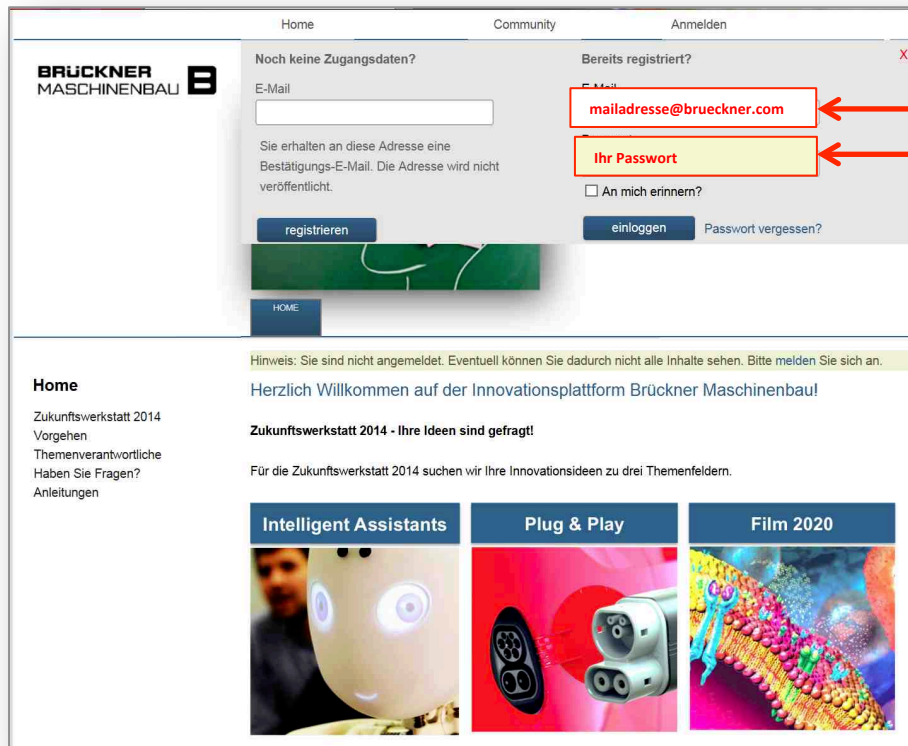 Home Community Anmelden
BRÜCKNER
MASCHINENBAU B
Noch keine Zugangsdaten?
E-Mail
Sie erhalten an diese Adresse eine
Bestätigungs-E-Mail. Die Adresse wird nicht
veröffentlicht.
registrieren
Bereits registriert?
X
E-Mail
mailadresse@brueckner.com
Ihr Passwort
An mich erinnern?
einloggen Passwort vergessen?
HOME
Hinweis: Sie sind nicht angemeldet. Eventuell können Sie dadurch nicht alle Inhalte sehen. Bitte melden Sie sich an.
Home
Zukunftswerkstatt 2014
Vorgehen
Themenverantwortliche
Haben Sie Fragen?
Anleitungen
Herzlich Willkommen auf der Innovationsplattform Brückner Maschinenbau!
Zukunftswerkstatt 2014 - Ihre Ideen sind gefragt!
Für die Zukunftswerkstatt 2014 suchen wir Ihre Innovationsideen zu drei Themenfeldern.
Intelligent Assistants
Plug & Play
Film 2020